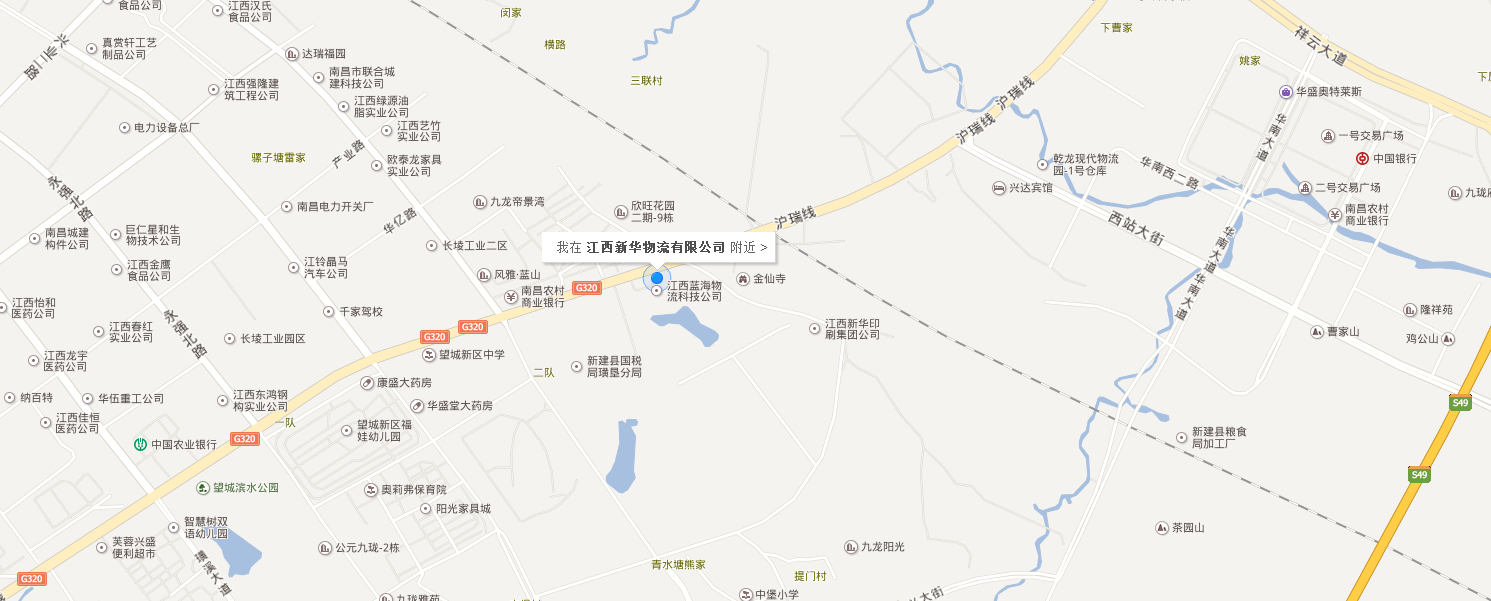 食品公司
江西汉氏
食品公司
闵家
横路
三联村
下曹家
祥云大道
姚家
兴业二路
真赏轩工艺
制品公司
达瑞福园
南昌市联合城
建科技公司
江西强隆建
筑工程公司
江西绿源油
脂实业公司
江西艺竹
实业公司
电力设备总厂
骡子塘雷家
产业路
欧泰龙家具
实业公司
沪瑞线
沪瑞线
华盛奥特莱斯
华南大道
一号交易广场
中国银行
乾龙现代物流
园-1号仓库
华南西二路
兴达宾馆
二号交易广场
南昌农村
商业银行
永强北路
南昌电力开关厂
华亿路
九龙帝景湾
欣旺花园
二期-9栋
沪瑞线
西站大街
华南大道
南昌城建
构件公司
巨仁星和生
物技术公司
长堎工业二区
我在 江西新华物流有限公司 附近 >
江西金鹰
食品公司
江铃晶马
汽车公司
风雅·蓝山
南昌农村
商业银行
G320
江西蓝海物
流科技公司
金仙寺
华南大道
江西怡和
医药公司
千家驾校
永强北路
江西春红
实业公司
长堎工业园区
G320
G320
江西新华印
刷集团公司
隆祥苑
曹家山
鸡公山
江西龙宇
医药公司
望城新区中学
新建县国税
局璜垦分局
二队
康盛大药房
纳百特
华伍重工公司
江西东鸿钢
构实业公司
华盛堂大药房
S49
江西佳恒
医药公司
一队
望城新区福
娃幼儿园
G320
中国农业银行
新建县粮食
局加工厂
S49
望城滨水公园
奥莉弗保育院
阳光家具城
智慧树双
语幼儿园
茶园山
芙蓉兴盛
便利超市
公元九珑-2栋
九龙阳光
璜溪大道
青水塘熊家
提门村
G320
中堡小学
九珑雅苑